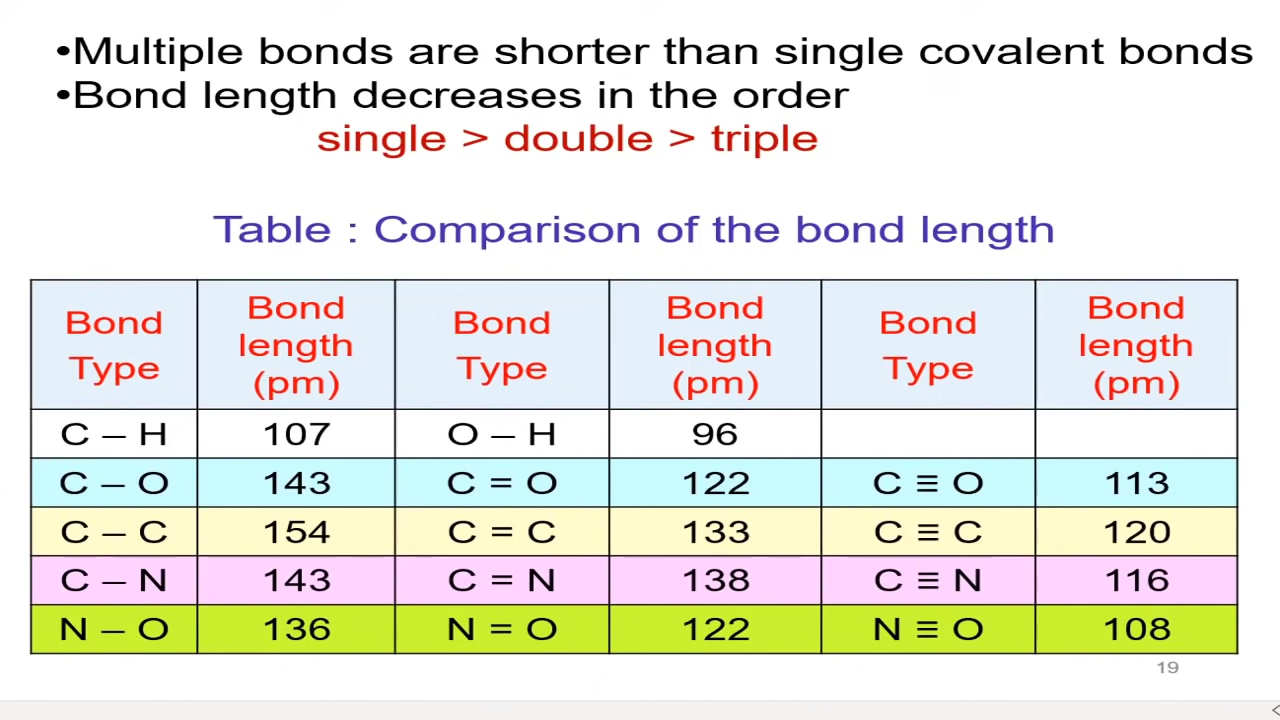 •Multiple bonds are shorter than single covalent bonds
•Bond length decreases in the order
single > double > triple
Table : Comparison of the bond length
Bond Type Bond length (pm) Bond Type Bond length (pm) Bond Type Bond length (pm)
C – H 107 O – H 96
C – O 143 C = O 122 C ≡ O 113
C – C 154 C = C 133 C ≡ C 120
C – N 143 C = N 138 C ≡ N 116
N – O 136 N = O 122 N ≡ O 108
19